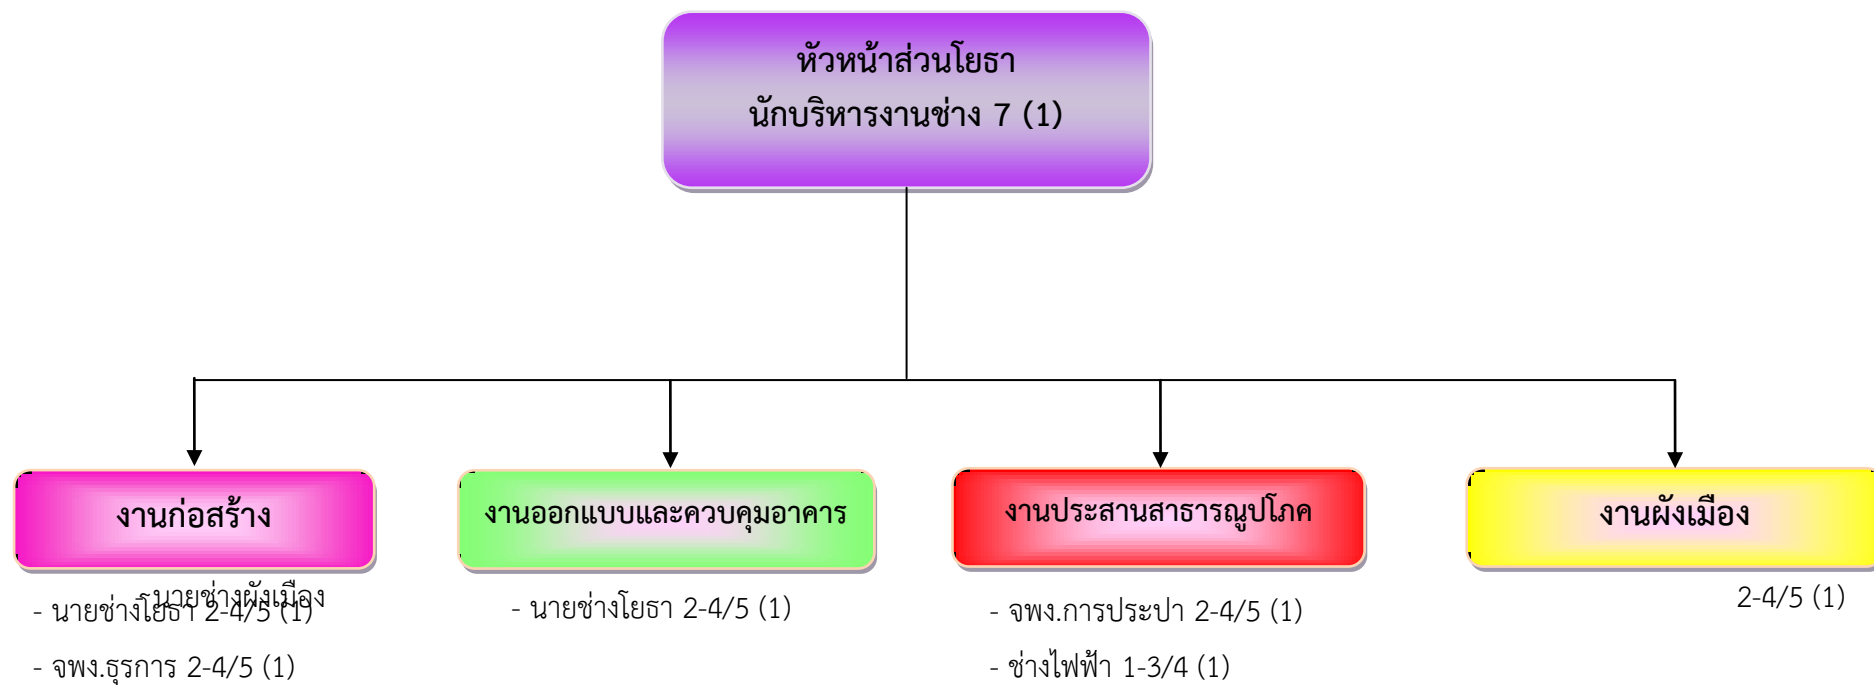 หัวหน้าส่วนโยธา
นักบริหารงานช่าง 7 (1)
งานก่อสร้าง
งานออกแบบและควบคุมอาคาร
งานประสานสาธารณูปโภค
งานผังเมือง
นายช่างผังเมือง
2-4/5 (1)
- นายช่างโยธา 2-4/5 (1)
- นายช่างโยธา 2-4/5 (1)
- จพง.การประปา 2-4/5 (1)
- จพง.ธุรการ 2-4/5 (1)
- ช่างไฟฟ้า 1-3/4 (1)